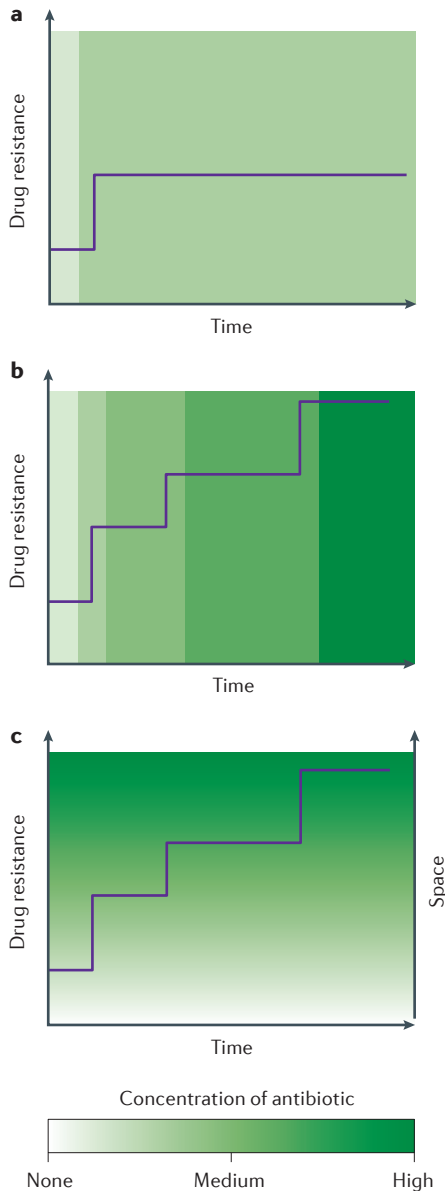 a
Drug resistance
Time
b
Drug resistance
Time
c
Drug resistance
Space
Time
Concentration of antibiotic
None
Medium
High